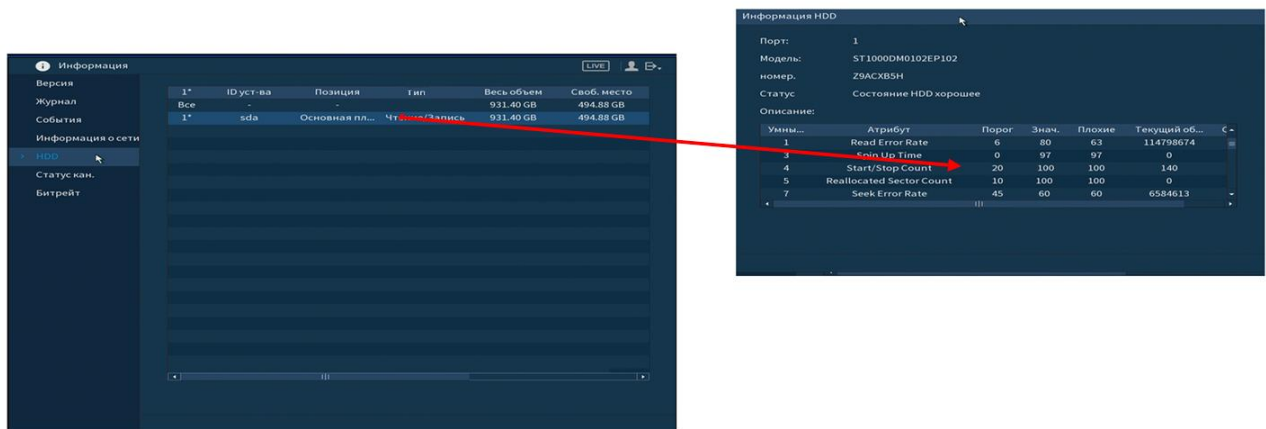 Информация
LIVE
Версия
Журнал
События
Информация о сети
HDD
Статус кан.
Битрейт
1* ID уст-ва Позиция Тип Весь объем Своб. место
Все - - 931.40 GB 494.88 GB
1* sda Основная пл... Чтение/Запись 931.40 GB 494.88 GB
Информация HDD
Порт: 1
Модель: ST1000DM0102EP102
номер. Z9ACXB5H
Статус Состояние HDD хорошее
Описание:
Умны... Атрибут Порог Знач. Плохие Текущий об...
1 Read Error Rate 6 80 63 114798674
3 Spin Up Time 0 97 97 0
4 Start/Stop Count 20 100 100 140
5 Reallocated Sector Count 10 100 100 0
7 Seek Error Rate 45 60 60 6584613